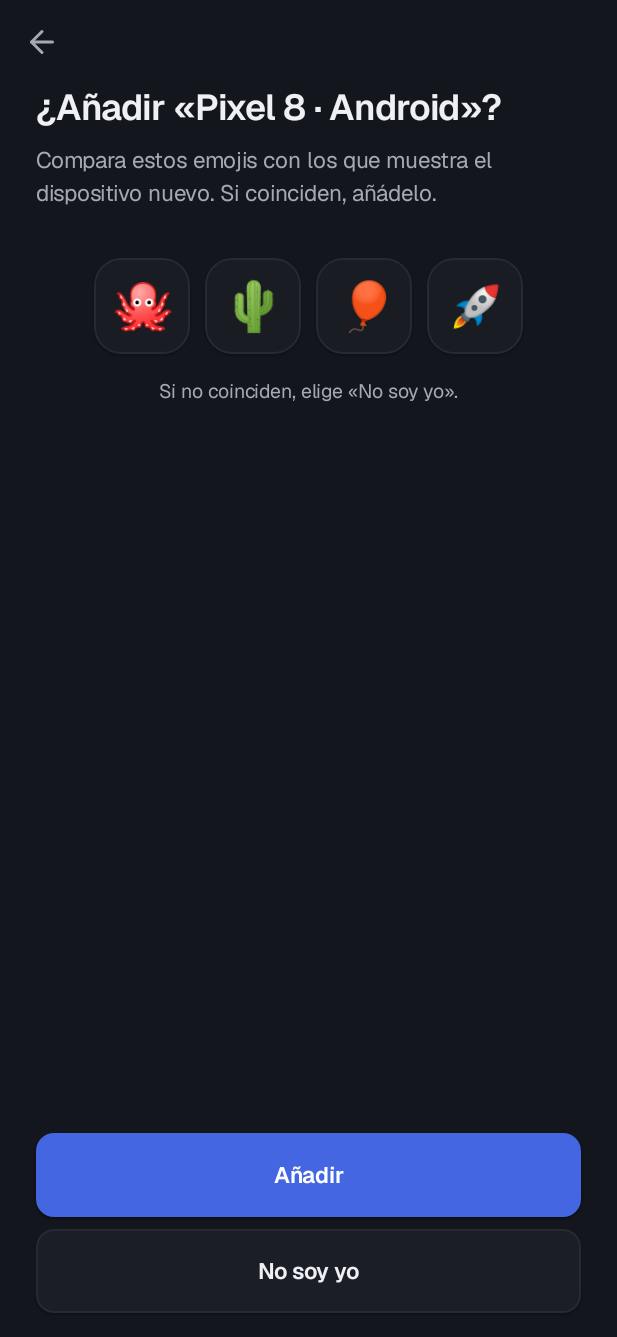 ¿Añadir «Pixel 8 · Android»?
Compara estos emojis con los que muestra el
dispositivo nuevo. Si coinciden, añádelo.
Si no coinciden, elige «No soy yo».
Añadir
No soy yo